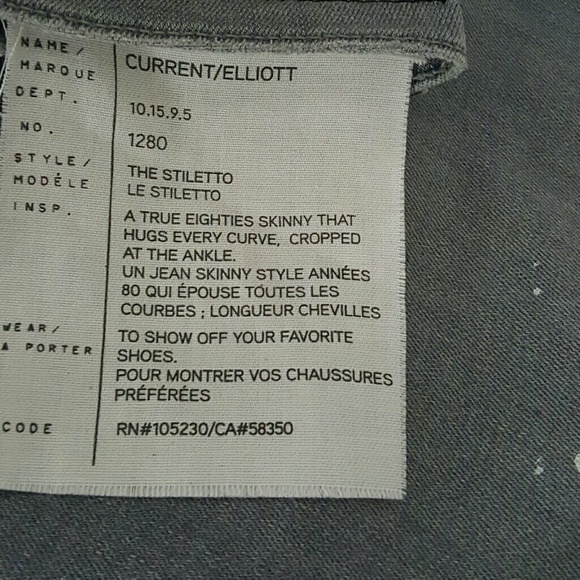 NAME/
MARQUE
CURRENT/ELLIOTT
DEPT.
10.15.9.5
NO.
1280
STYLE/
MODÈLE
THE STILETTO
LE STILETTO
INSP.
A TRUE EIGHTIES SKINNY THAT
HUGS EVERY CURVE, CROPPED
AT THE ANKLE.
UN JEAN SKINNY STYLE ANNÉES
80 QUI ÉPOUSE TOUTES LES
COURBES ; LONGUEUR CHEVILLES
WEAR/
A PORTER
TO SHOW OFF YOUR FAVORITE
SHOES.
POUR MONTRER VOS CHAUSSURES
PRÉFÉRÉES
CODE
RN#105230/CA#58350